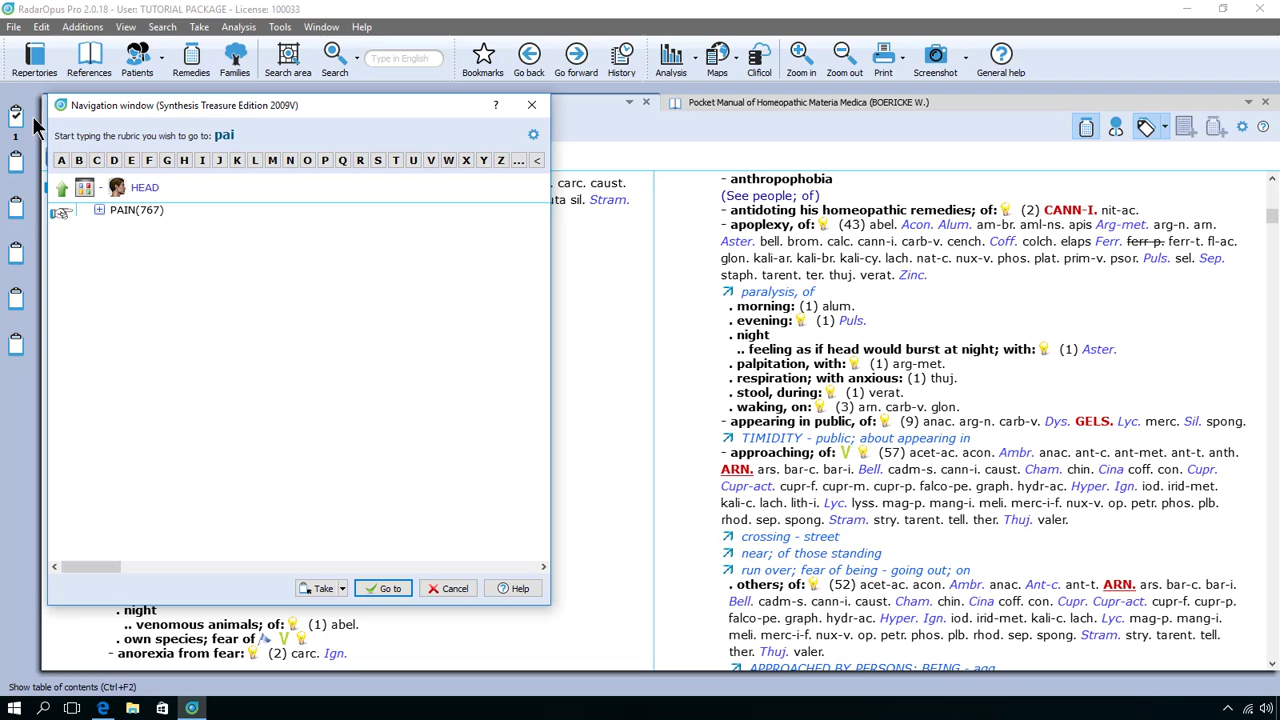 RadarOpus Pro 2.0.18 - User: TUTORIAL PACKAGE - License: 100033
File Edit Additions View Search Take Analysis Tools Window Help
Type in English
Repertories References Patients Remedies Families Search area Search Bookmarks Go back Go forward History Analysis Maps Clificol Zoom in Zoom out Print Screenshot General help
1
Navigation window (Synthesis Treasure Edition 2009V)
Start typing the rubric you wish to go to: pai
A B C D E F G H I J K L M N O P Q R S T U V W X Y Z ... <
- HEAD
PAIN(767)
Take Go to Cancel Help
carc. caust.
sil. Stram.
. night
.. venomous animals; of: (1) abel.
. own species; fear of V
- anorexia from fear: (2) carc. Ign.
Pocket Manual of Homeopathic Materia Medica (BOERICKE W.)
- anthropophobia
(See people; of)
- antidoting his homeopathic remedies; of: (2) CANN-I. nit-ac.
- apoplexy, of: (43) abel. Acon. Alum. am-br. aml-ns. apis Arg-met. arg-n. arn.
Aster. bell. brom. calc. cann-i. carb-v. cench. Coff. colch. elaps Ferr. ferr-p. ferr-t. fl-ac.
glon. kali-ar. kali-br. kali-cy. lach. nat-c. nux-v. phos. plat. prim-v. psor. Puls. sel. Sep.
staph. tarent. ter. thuj. verat. Zinc.
paralysis, of
. morning: (1) alum.
. evening: (1) Puls.
. night
.. feeling as if head would burst at night; with: (1) Aster.
. palpitation, with: (1) arg-met.
. respiration; with anxious: (1) thuj.
. stool, during: (1) verat.
. waking, on: (3) arn. carb-v. glon.
- appearing in public, of: (9) anac. arg-n. carb-v. Dys. GELS. Lyc. merc. Sil. spong.
TIMIDITY - public; about appearing in
- approaching; of: V (57) acet-ac. acon. Ambr. anac. ant-c. ant-met. ant-t. anth.
ARN. ars. bar-c. bar-i. Bell. cadm-s. cann-i. caust. Cham. chin. Cina coff. con. Cupr.
Cupr-act. cupr-f. cupr-m. cupr-p. falco-pe. graph. hydr-ac. Hyper. Ign. iod. irid-met.
kali-c. lach. lith-i. Lyc. lyss. mag-p. mang-i. meli. merc-i-f. nux-v. op. petr. phos. plb.
rhod. sep. spong. Stram. stry. tarent. tell. ther. Thuj. valer.
crossing - street
near; of those standing
run over; fear of being - going out; on
. others; of: (52) acet-ac. acon. Ambr. anac. Ant-c. ant-t. ARN. ars. bar-c. bar-i.
Bell. cadm-s. cann-i. caust. Cham. chin. Cina coff. con. Cupr. Cupr-act. cupr-f. cupr-p.
falco-pe. graph. hydr-ac. Hyper. Ign. iod. irid-met. kali-c. lach. Lyc. mag-p. mang-i.
meli. merc-i-f. nux-v. op. petr. phos. plb. rhod. sep. spong. Stram. stry. tarent. tell.
ther. Thuj. valer.
APPROACHED BY PERSONS; BEING - agg.
Show table of contents (Ctrl+F2)